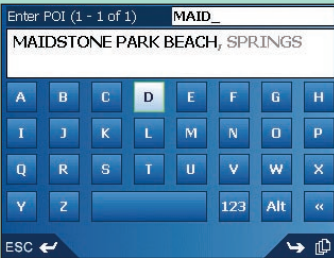 Enter POI (1 - 1 of 1) MAID_
MAIDSTONE PARK BEACH, SPRINGS
A B C D E F G H
I J K L M N O P
Q R S T U V W X
Y Z 123 Alt «
ESC